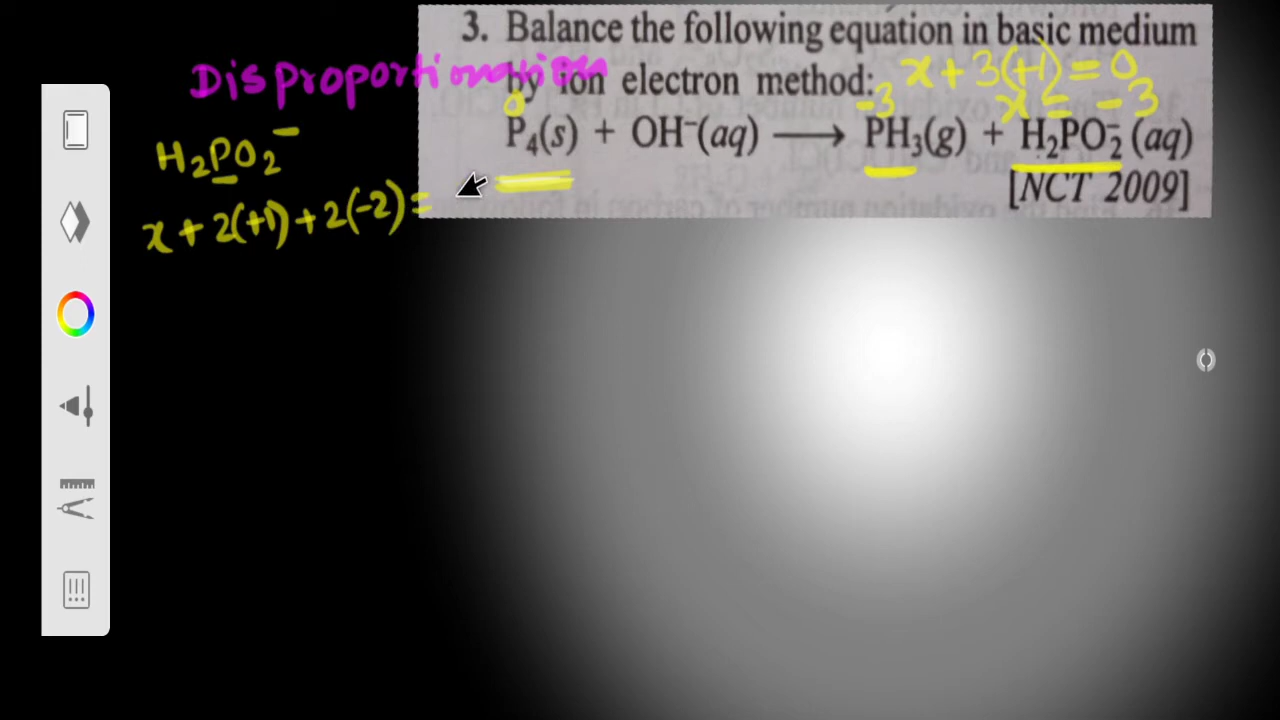 3. Balance the following equation in basic medium
Disproportionation
by ion electron method:
x + 3(+1) = 0
x = -3
0
-3
P₄(s) + OH⁻(aq) ⟶ PH₃(g) + H₂PO₂⁻ (aq)
[NCT 2009]
H₂PO₂⁻
x + 2(+1) + 2(-2) =